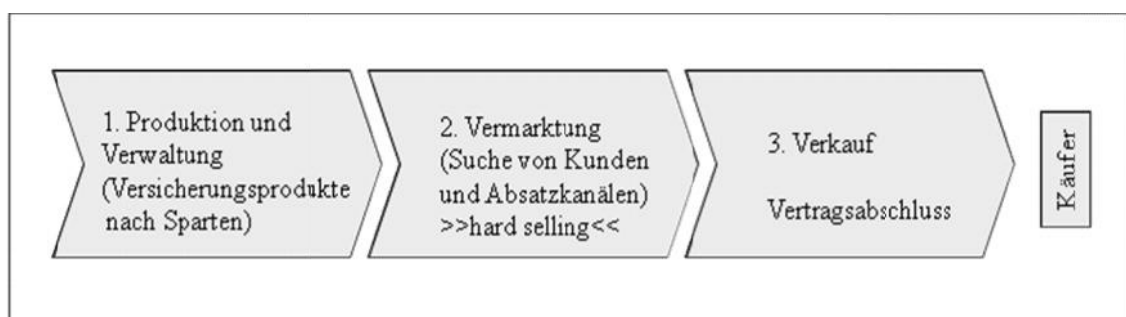 1. Produktion und
Verwaltung
(Versicherungsprodukte
nach Sparten)
2. Vermarktung
(Suche von Kunden
und Absatzkanälen)
>>hard selling<<
3. Verkauf
Vertragsabschluss
Käufer